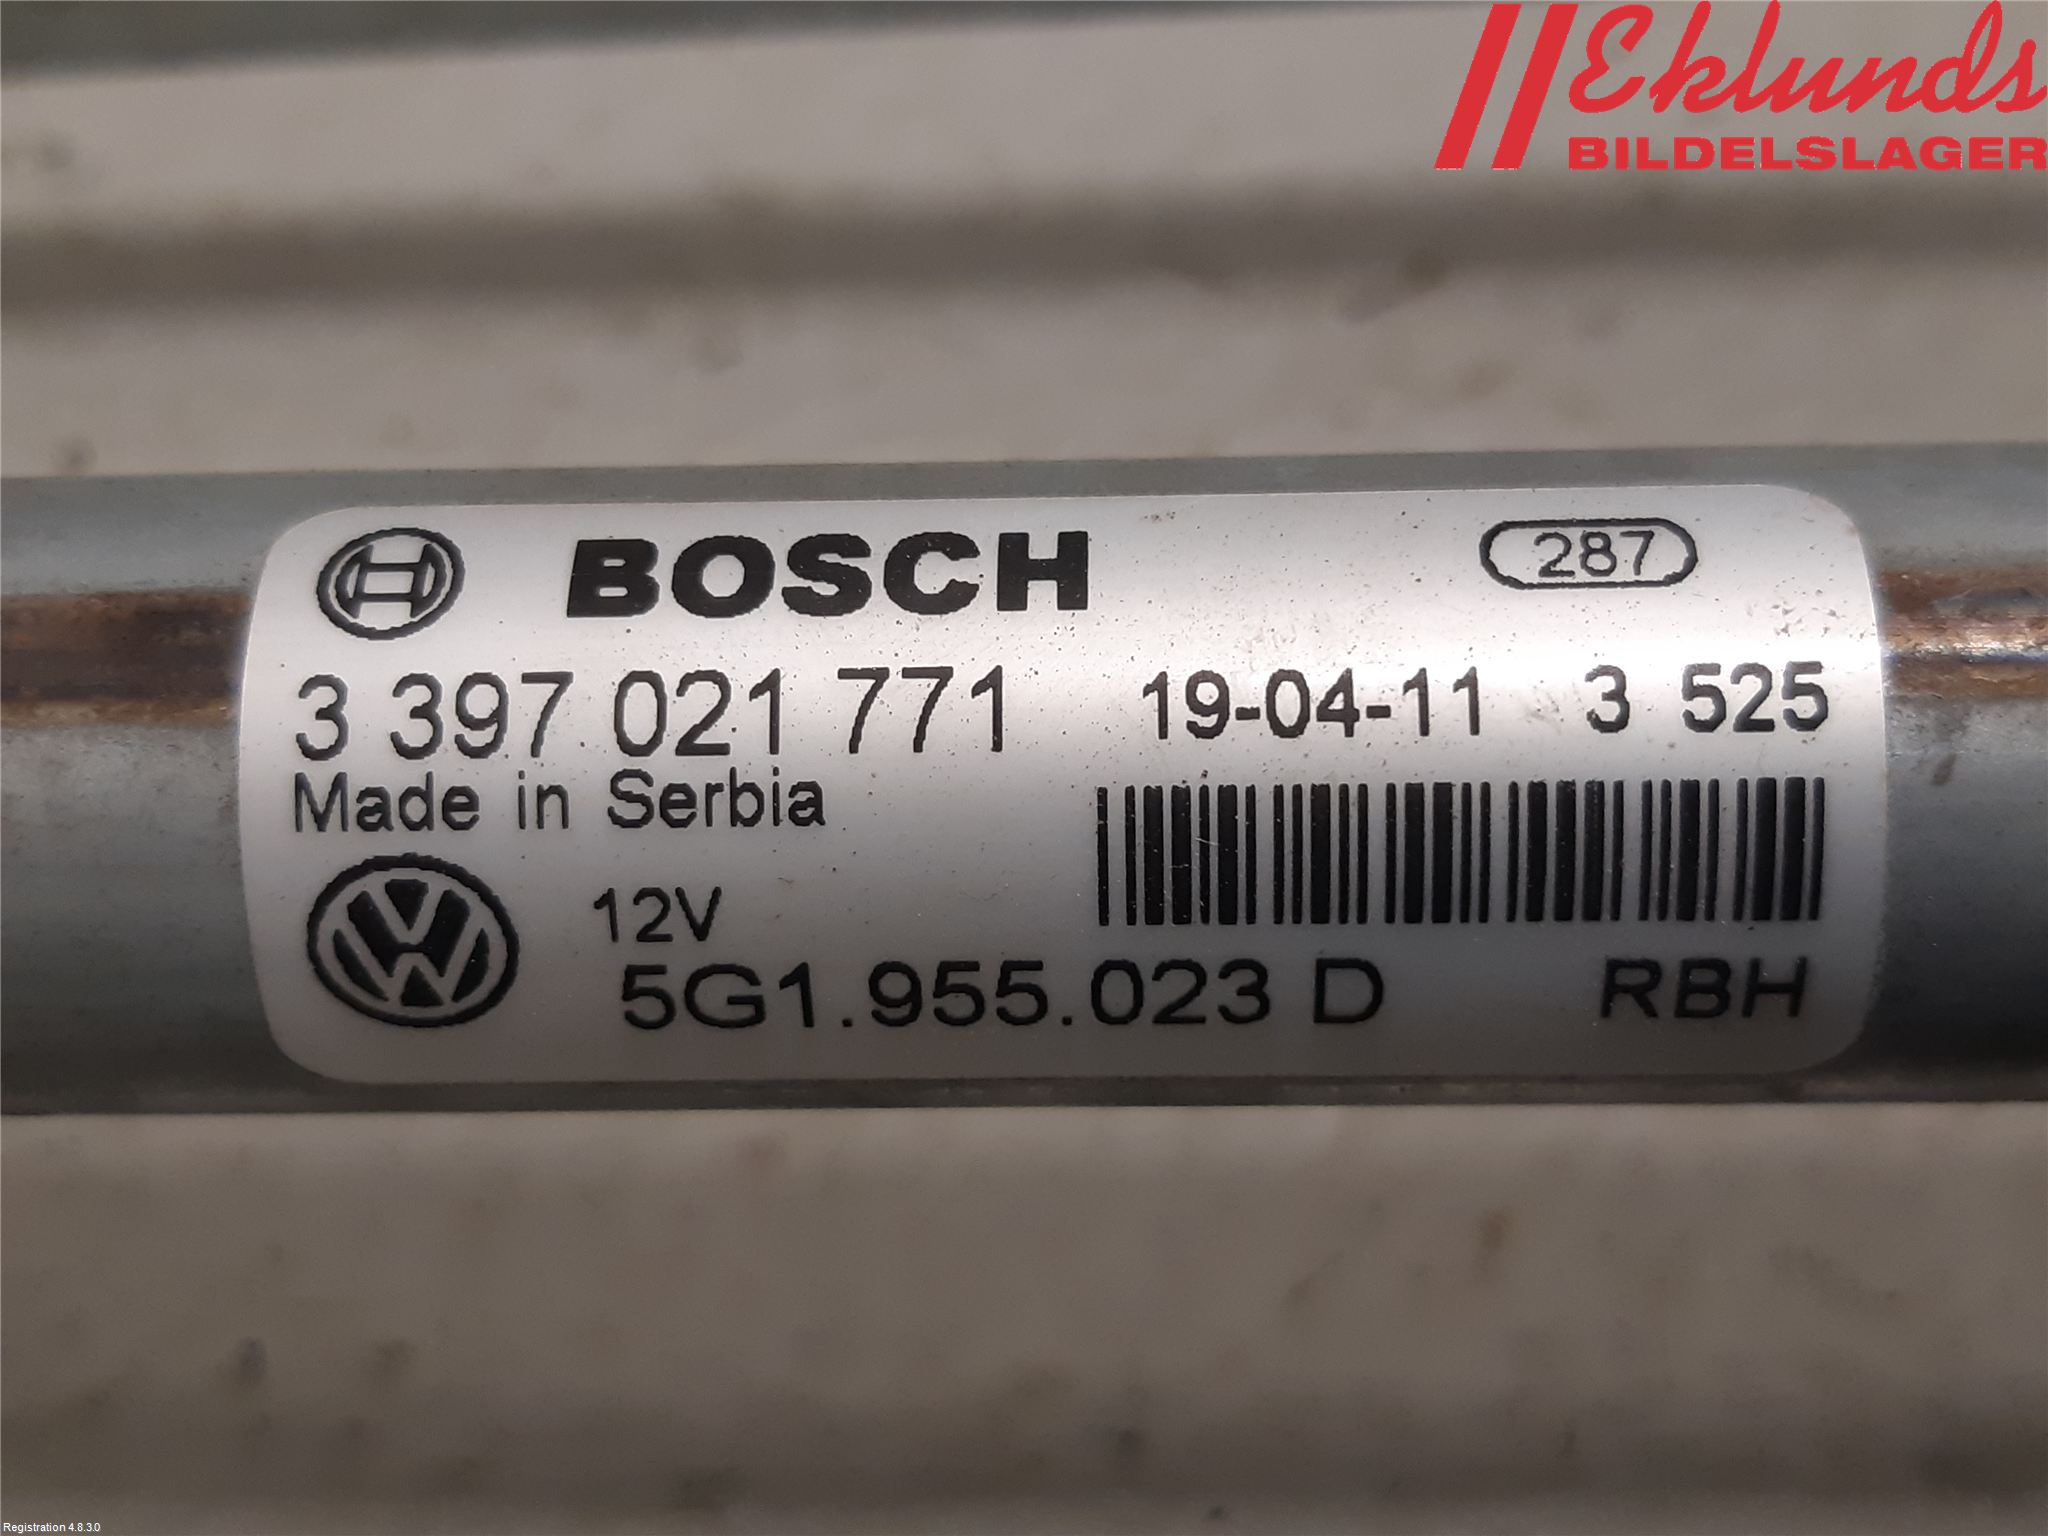 Eklunds
BILDELSLAGER
BOSCH 287
3 397 021 771 19-04-11 3 525
Made in Serbia
12V
5G1.955.023 D RBH
Registration 4.8.3.0